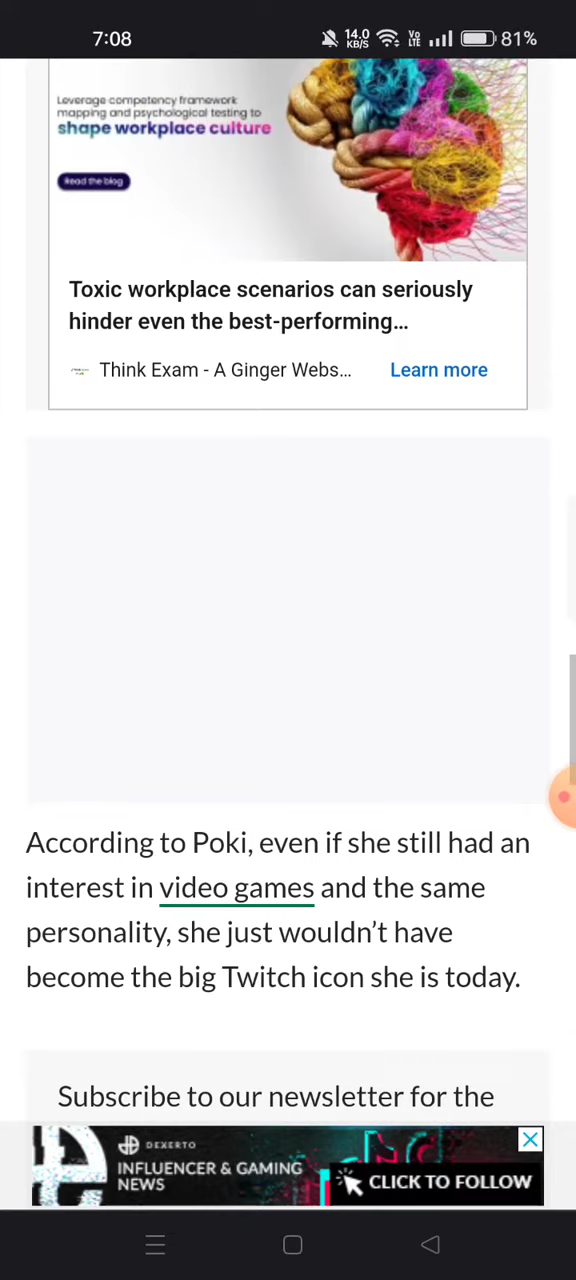 7:08
14.0
KB/S
Vo
LTE
81%
Leverage competency framework
mapping and psychological testing to
shape workplace culture
Read the blog
Toxic workplace scenarios can seriously
hinder even the best-performing...
Think Exam - A Ginger Webs...
Learn more
According to Poki, even if she still had an
interest in video games and the same
personality, she just wouldn’t have
become the big Twitch icon she is today.
Subscribe to our newsletter for the
DEXERTO
INFLUENCER & GAMING
NEWS
CLICK TO FOLLOW